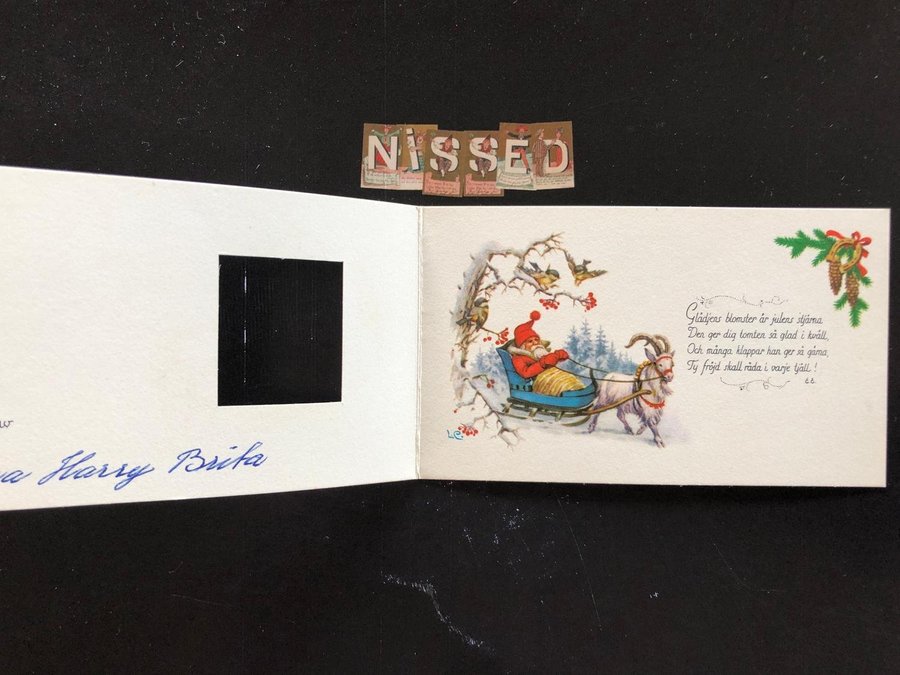 NiSSED
Glädjens blomster är julens stjärna.
Den ger dig tomten så glad i kväll,
Och många klappar han ger så gärna,
Ty fröjd skall råda i varje tjäll!
E.E.
Harry Brita
LC